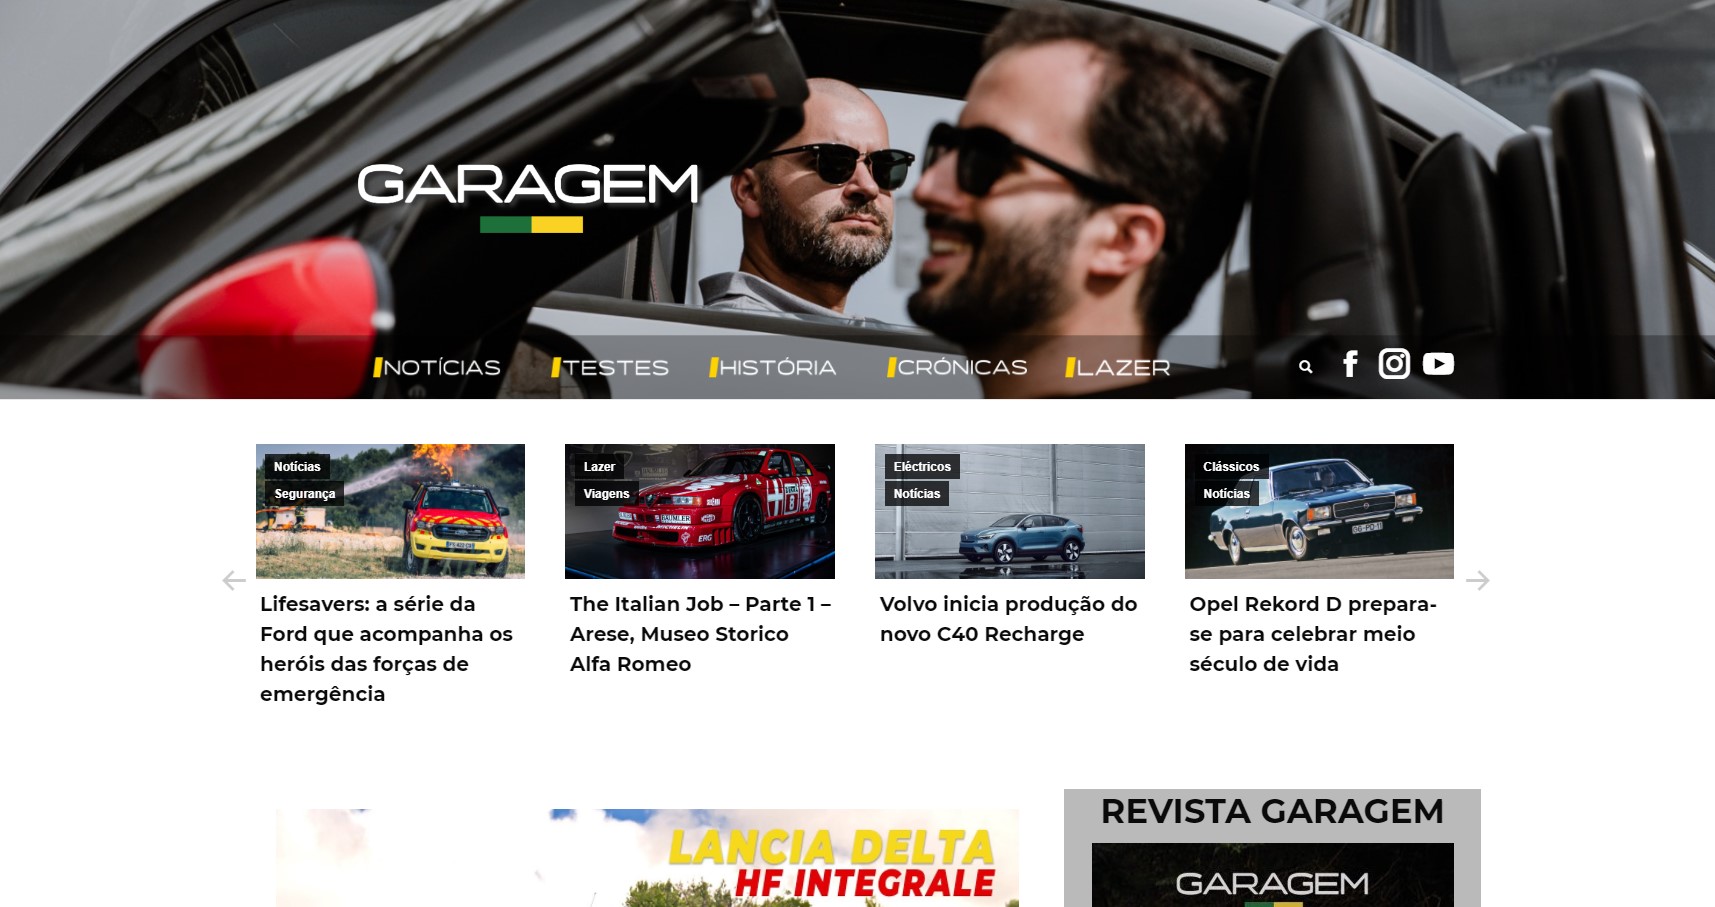 GARAGEM
NOTÍCIAS
TESTES
HISTÓRIA
CRÓNICAS
LAZER
Notícias
Segurança
Lifesavers: a série da
Ford que acompanha os
heróis das forças de
emergência
Lazer
Viagens
The Italian Job – Parte 1 –
Arese, Museo Storico
Alfa Romeo
Eléctricos
Notícias
Volvo inicia produção do
novo C40 Recharge
Clássicos
Notícias
Opel Rekord D prepara-
se para celebrar meio
século de vida
LANCIA DELTA
HF INTEGRALE
REVISTA GARAGEM
GARAGEM